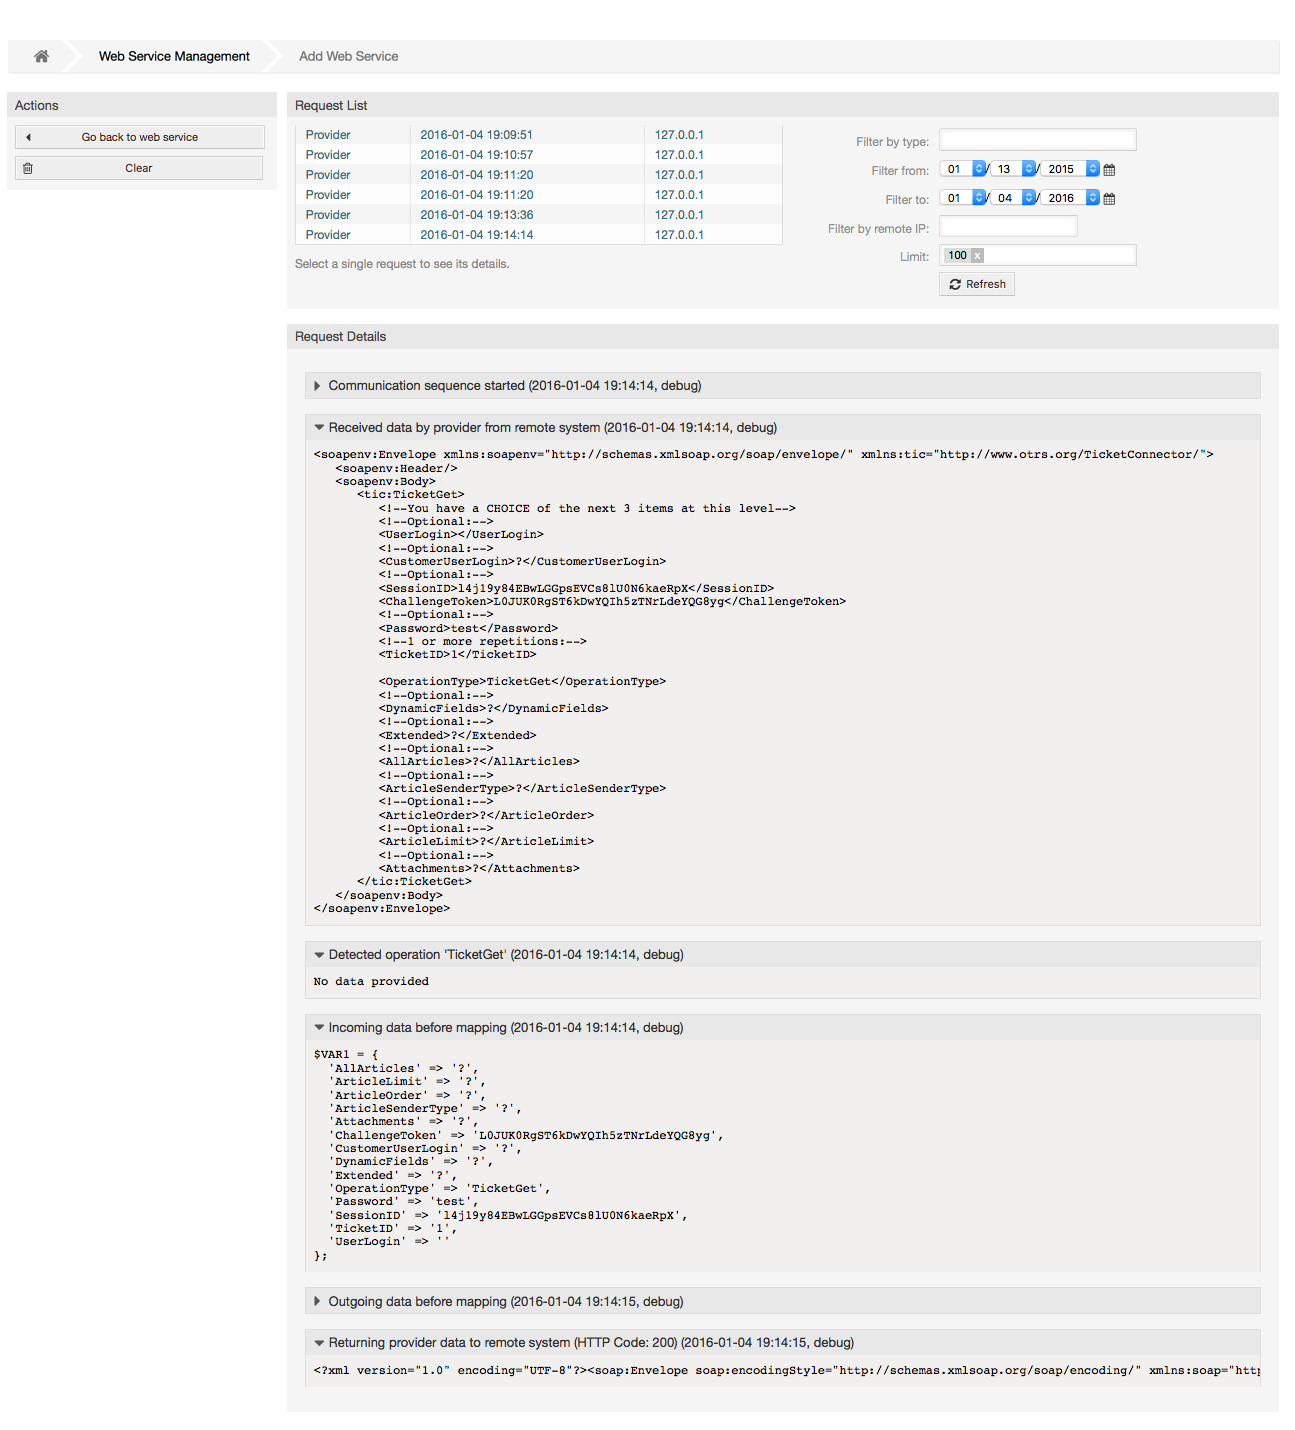 Web Service Management
Add Web Service
Actions
Go back to web service
Clear
Request List
Provider 2016-01-04 19:09:51 127.0.0.1
Provider 2016-01-04 19:10:57 127.0.0.1
Provider 2016-01-04 19:11:20 127.0.0.1
Provider 2016-01-04 19:11:20 127.0.0.1
Provider 2016-01-04 19:13:36 127.0.0.1
Provider 2016-01-04 19:14:14 127.0.0.1
Select a single request to see its details.
Filter by type:
Filter from: 01 / 13 / 2015
Filter to: 01 / 04 / 2016
Filter by remote IP:
Limit: 100 x
Refresh
Request Details
Communication sequence started (2016-01-04 19:14:14, debug)
Received data by provider from remote system (2016-01-04 19:14:14, debug)
<soapenv:Envelope xmlns:soapenv="http://schemas.xmlsoap.org/soap/envelope/" xmlns:tic="http://www.otrs.org/TicketConnector/">
<soapenv:Header/>
<soapenv:Body>
<tic:TicketGet>
<!--You have a CHOICE of the next 3 items at this level-->
<!--Optional:-->
<UserLogin></UserLogin>
<!--Optional:-->
<CustomerUserLogin>?</CustomerUserLogin>
<!--Optional:-->
<SessionID>l4j19y84EBwLGGpsEVCs8lU0N6kaeRpX</SessionID>
<ChallengeToken>L0JUK0RgST6kDwYQIh5zTNrLdeYQG8yg</ChallengeToken>
<!--Optional:-->
<Password>test</Password>
<!--1 or more repetitions:-->
<TicketID>1</TicketID>
<OperationType>TicketGet</OperationType>
<!--Optional:-->
<DynamicFields>?</DynamicFields>
<!--Optional:-->
<Extended>?</Extended>
<!--Optional:-->
<AllArticles>?</AllArticles>
<!--Optional:-->
<ArticleSenderType>?</ArticleSenderType>
<!--Optional:-->
<ArticleOrder>?</ArticleOrder>
<!--Optional:-->
<ArticleLimit>?</ArticleLimit>
<!--Optional:-->
<Attachments>?</Attachments>
</tic:TicketGet>
</soapenv:Body>
</soapenv:Envelope>
Detected operation 'TicketGet' (2016-01-04 19:14:14, debug)
No data provided
Incoming data before mapping (2016-01-04 19:14:14, debug)
$VAR1 = {
'AllArticles' => '?',
'ArticleLimit' => '?',
'ArticleOrder' => '?',
'ArticleSenderType' => '?',
'Attachments' => '?',
'ChallengeToken' => 'L0JUK0RgST6kDwYQIh5zTNrLdeYQG8yg',
'CustomerUserLogin' => '?',
'DynamicFields' => '?',
'Extended' => '?',
'OperationType' => 'TicketGet',
'Password' => 'test',
'SessionID' => 'l4j19y84EBwLGGpsEVCs8lU0N6kaeRpX',
'TicketID' => '1',
'UserLogin' => ''
};
Outgoing data before mapping (2016-01-04 19:14:15, debug)
Returning provider data to remote system (HTTP Code: 200) (2016-01-04 19:14:15, debug)
<?xml version="1.0" encoding="UTF-8"?><soap:Envelope soap:encodingStyle="http://schemas.xmlsoap.org/soap/encoding/" xmlns:soap="http